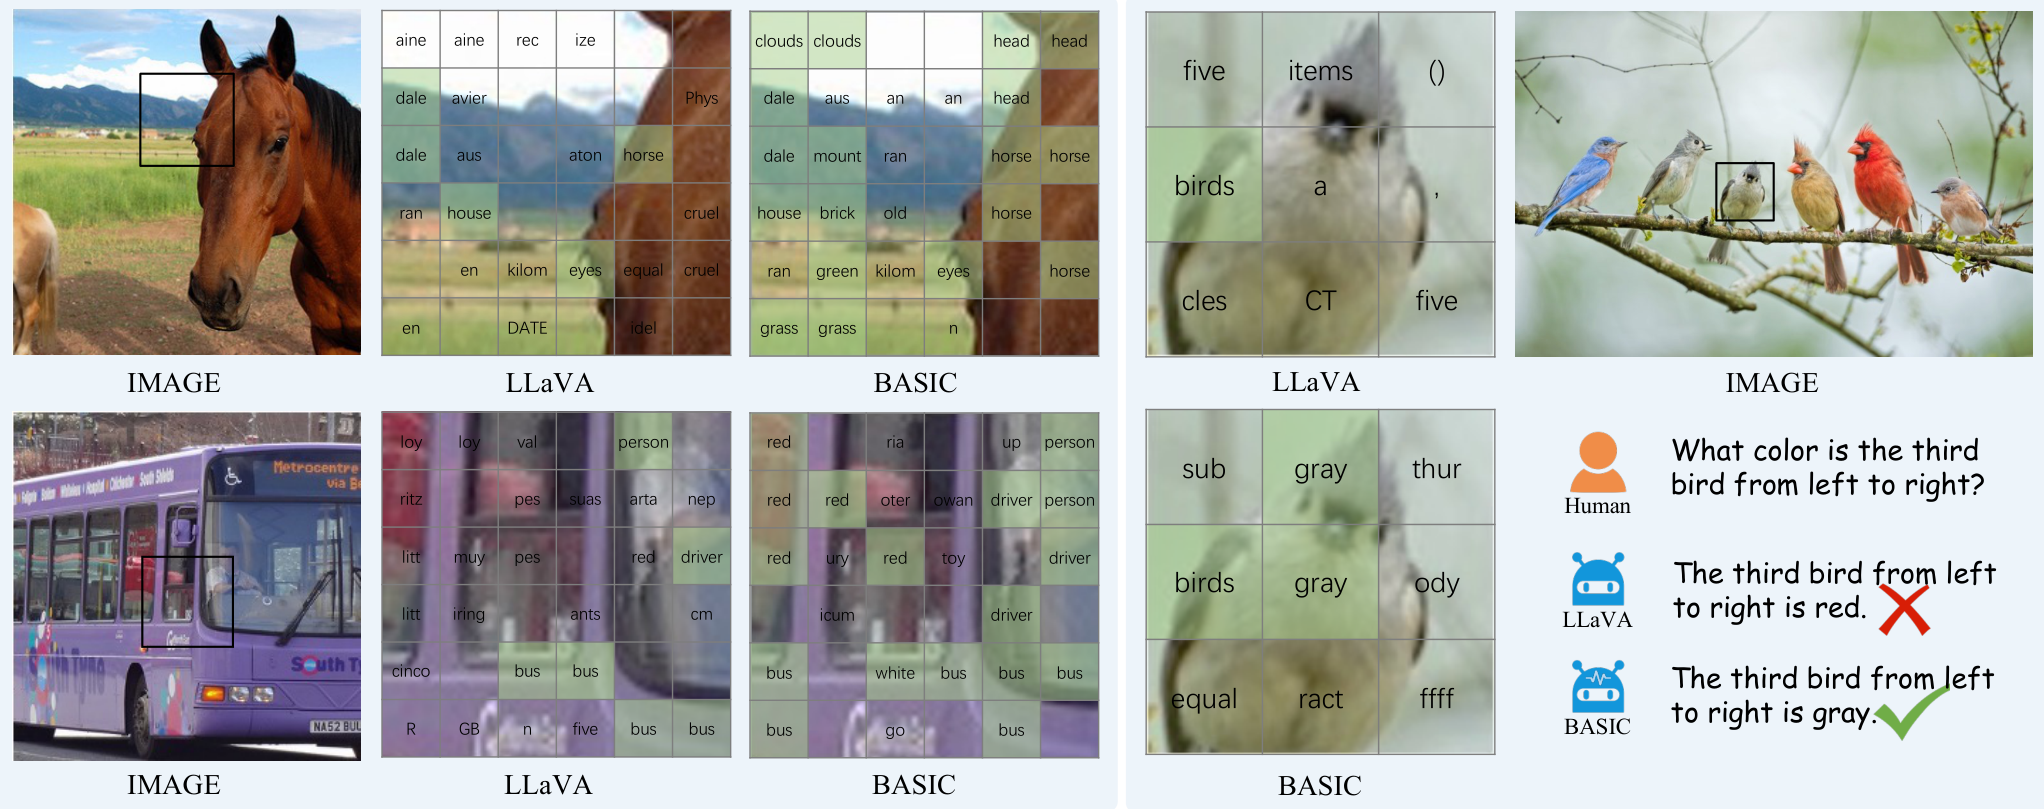 aine aine rec ize
dale avier Phys
dale aus aton horse
ran house cruel
en kilom eyes equal cruel
en DATE idel
IMAGE
LLaVA
clouds clouds head head
dale aus an an head
dale mount ran horse horse
house brick old horse
ran green kilom eyes horse
grass grass n
BASIC
Metrocentre
South Shields
NA52 BUU
IMAGE
loy loy val person
ritz pes suas arta nep
litt muy pes red driver
litt iring ants cm
cinco bus bus
R GB n five bus bus
LLaVA
red ria up person
red red oter owan driver person
red ury red toy driver
icum driver
bus white bus bus bus
bus go bus
BASIC
five items ()
birds a ,
cles CT five
LLaVA
IMAGE
sub gray thur
birds gray ody
equal ract ffff
BASIC
Human
What color is the third
bird from left to right?
LLaVA
The third bird from left
to right is red.
BASIC
The third bird from left
to right is gray.